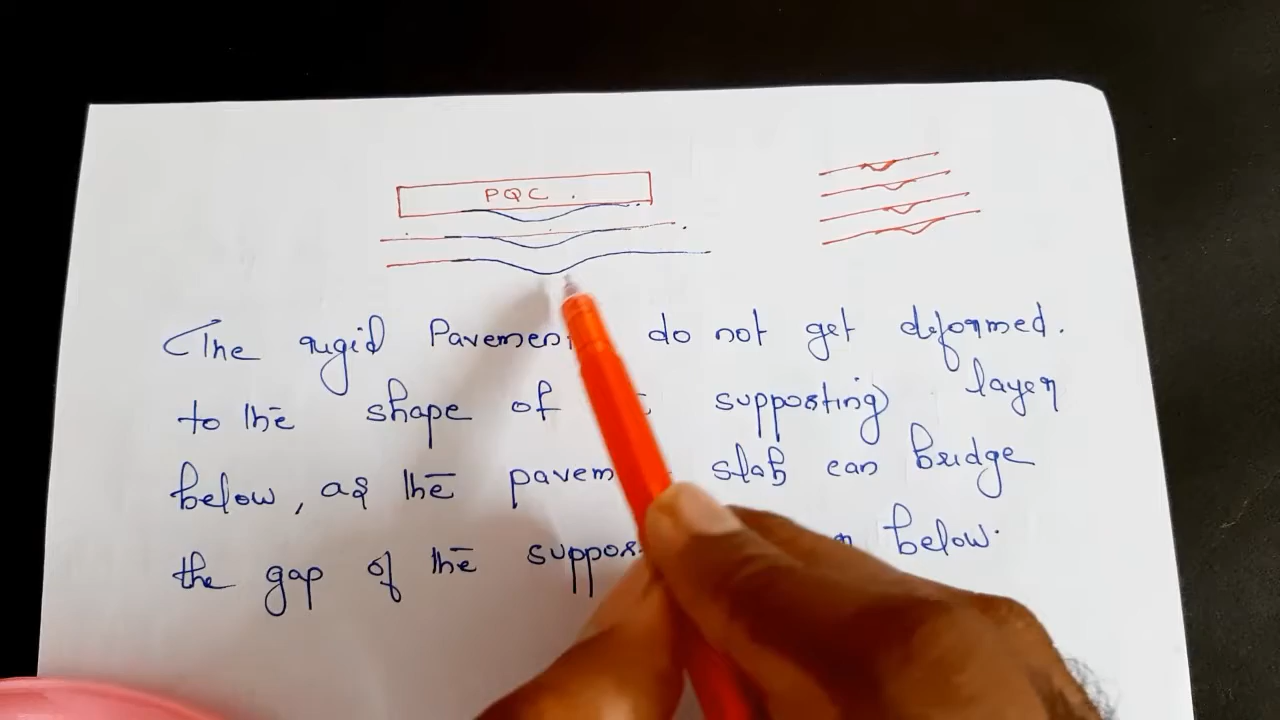 PQC .
The rigid Pavemen do not get deformed.
to the shape of supporting layer
below, as the pavem slab can bridge
the gap of the suppor below.